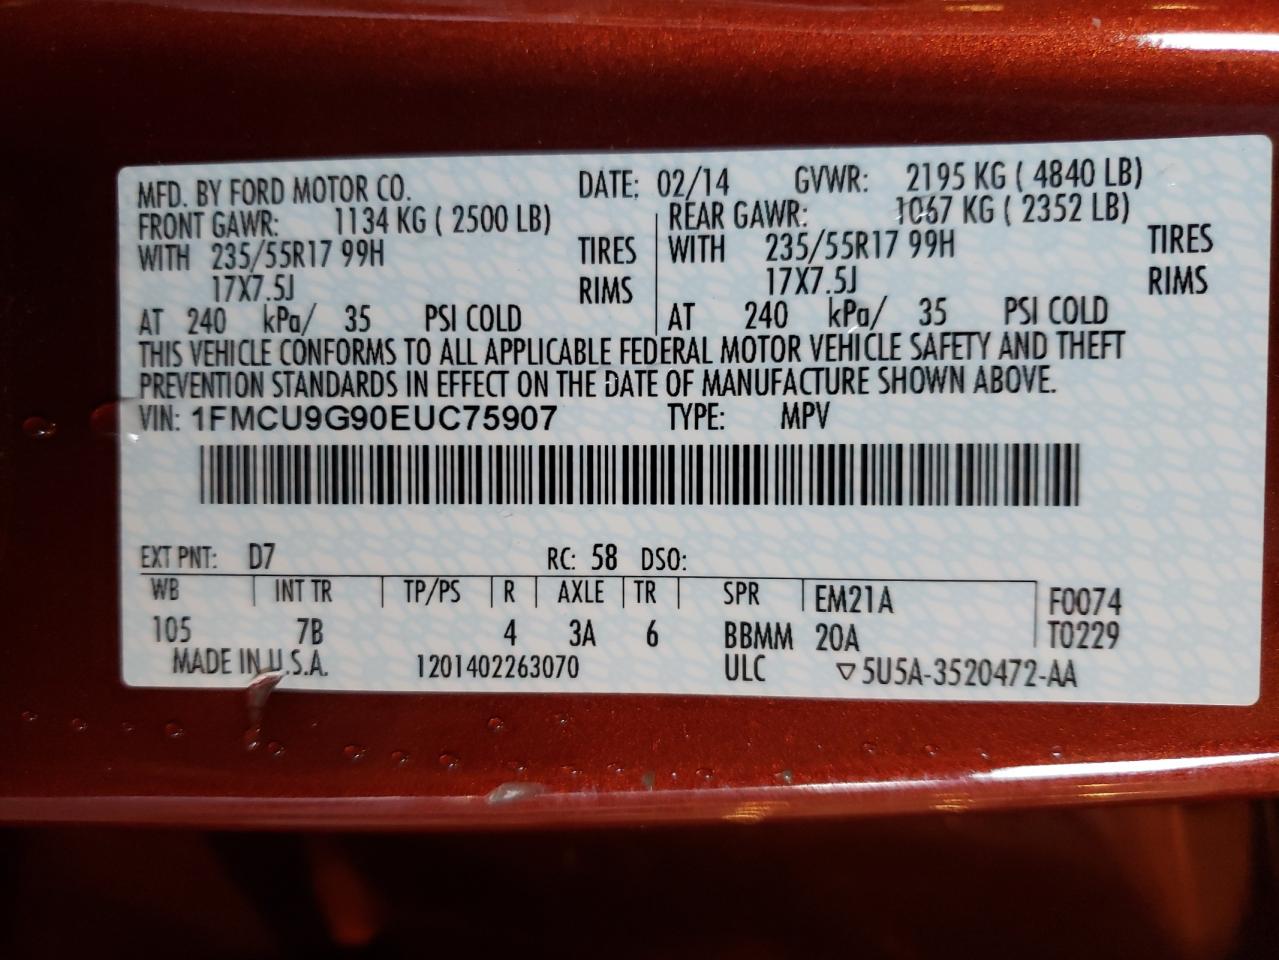 MFD. BY FORD MOTOR CO. DATE: 02/14 GVWR: 2195 KG ( 4840 LB)
FRONT GAWR: 1134 KG ( 2500 LB) REAR GAWR: 1067 KG ( 2352 LB)
WITH 235/55R17 99H TIRES WITH 235/55R17 99H TIRES
17X7.5J RIMS 17X7.5J RIMS
AT 240 kPa/ 35 PSI COLD AT 240 kPa/ 35 PSI COLD
THIS VEHICLE CONFORMS TO ALL APPLICABLE FEDERAL MOTOR VEHICLE SAFETY AND THEFT
PREVENTION STANDARDS IN EFFECT ON THE DATE OF MANUFACTURE SHOWN ABOVE.
VIN: 1FMCU9G90EUC75907 TYPE: MPV
EXT PNT: D7 RC: 58 DSO:
WB INT TR TP/PS R AXLE TR SPR EM21A F0074
105 7B 4 3A 6 BBMM 20A T0229
MADE IN U.S.A. 1201402263070 ULC ▽5U5A-3520472-AA